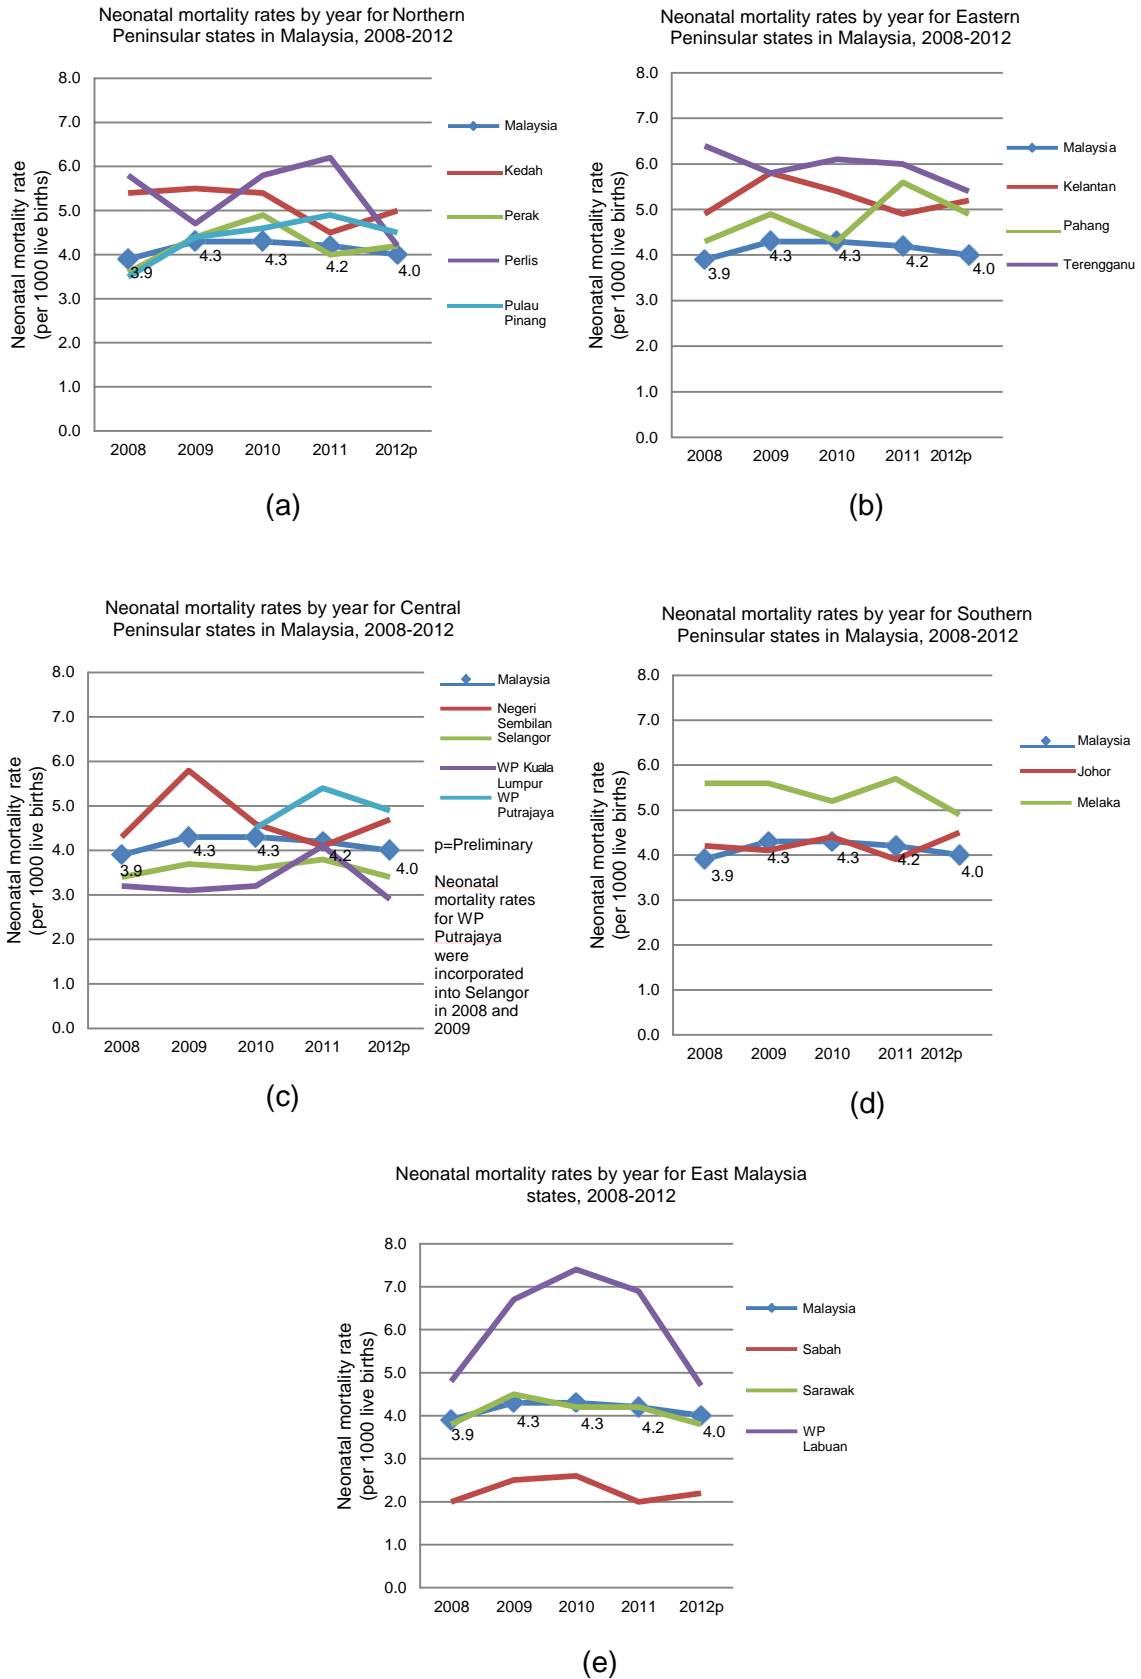 Neonatal mortality rates by year for Northern
Peninsular states in Malaysia, 2008-2012
Neonatal mortality rate
(per 1000 live births)
8.0
7.0
6.0
5.0
4.0
3.0
2.0
1.0
0.0
3.9
4.3
4.3
4.2
4.0
2008
2009
2010
2011
2012p
Malaysia
Kedah
Perak
Perlis
Pulau
Pinang
(a)
Neonatal mortality rates by year for Eastern
Peninsular states in Malaysia, 2008-2012
Neonatal mortality rate
(per 1000 live births)
8.0
7.0
6.0
5.0
4.0
3.0
2.0
1.0
0.0
3.9
4.3
4.3
4.2
4.0
2008
2009
2010
2011
2012p
Malaysia
Kelantan
Pahang
Terengganu
(b)
Neonatal mortality rates by year for Central
Peninsular states in Malaysia, 2008-2012
Neonatal mortality rate
(per 1000 live births)
8.0
7.0
6.0
5.0
4.0
3.0
2.0
1.0
0.0
3.9
4.3
4.3
4.2
4.0
2008
2009
2010
2011
2012p
Malaysia
Negeri
Sembilan
Selangor
WP Kuala
Lumpur
WP
Putrajaya
p=Preliminary
Neonatal
mortality rates
for WP
Putrajaya
were
incorporated
into Selangor
in 2008 and
2009
(c)
Neonatal mortality rates by year for Southern
Peninsular states in Malaysia, 2008-2012
Neonatal mortality rate
(per 1000 live births)
8.0
7.0
6.0
5.0
4.0
3.0
2.0
1.0
0.0
3.9
4.3
4.3
4.2
4.0
2008
2009
2010
2011
2012p
Malaysia
Johor
Melaka
(d)
Neonatal mortality rates by year for East Malaysia
states, 2008-2012
Neonatal mortality rate
(per 1000 live births)
8.0
7.0
6.0
5.0
4.0
3.0
2.0
1.0
0.0
3.9
4.3
4.3
4.2
4.0
2008
2009
2010
2011
2012p
Malaysia
Sabah
Sarawak
WP
Labuan
(e)